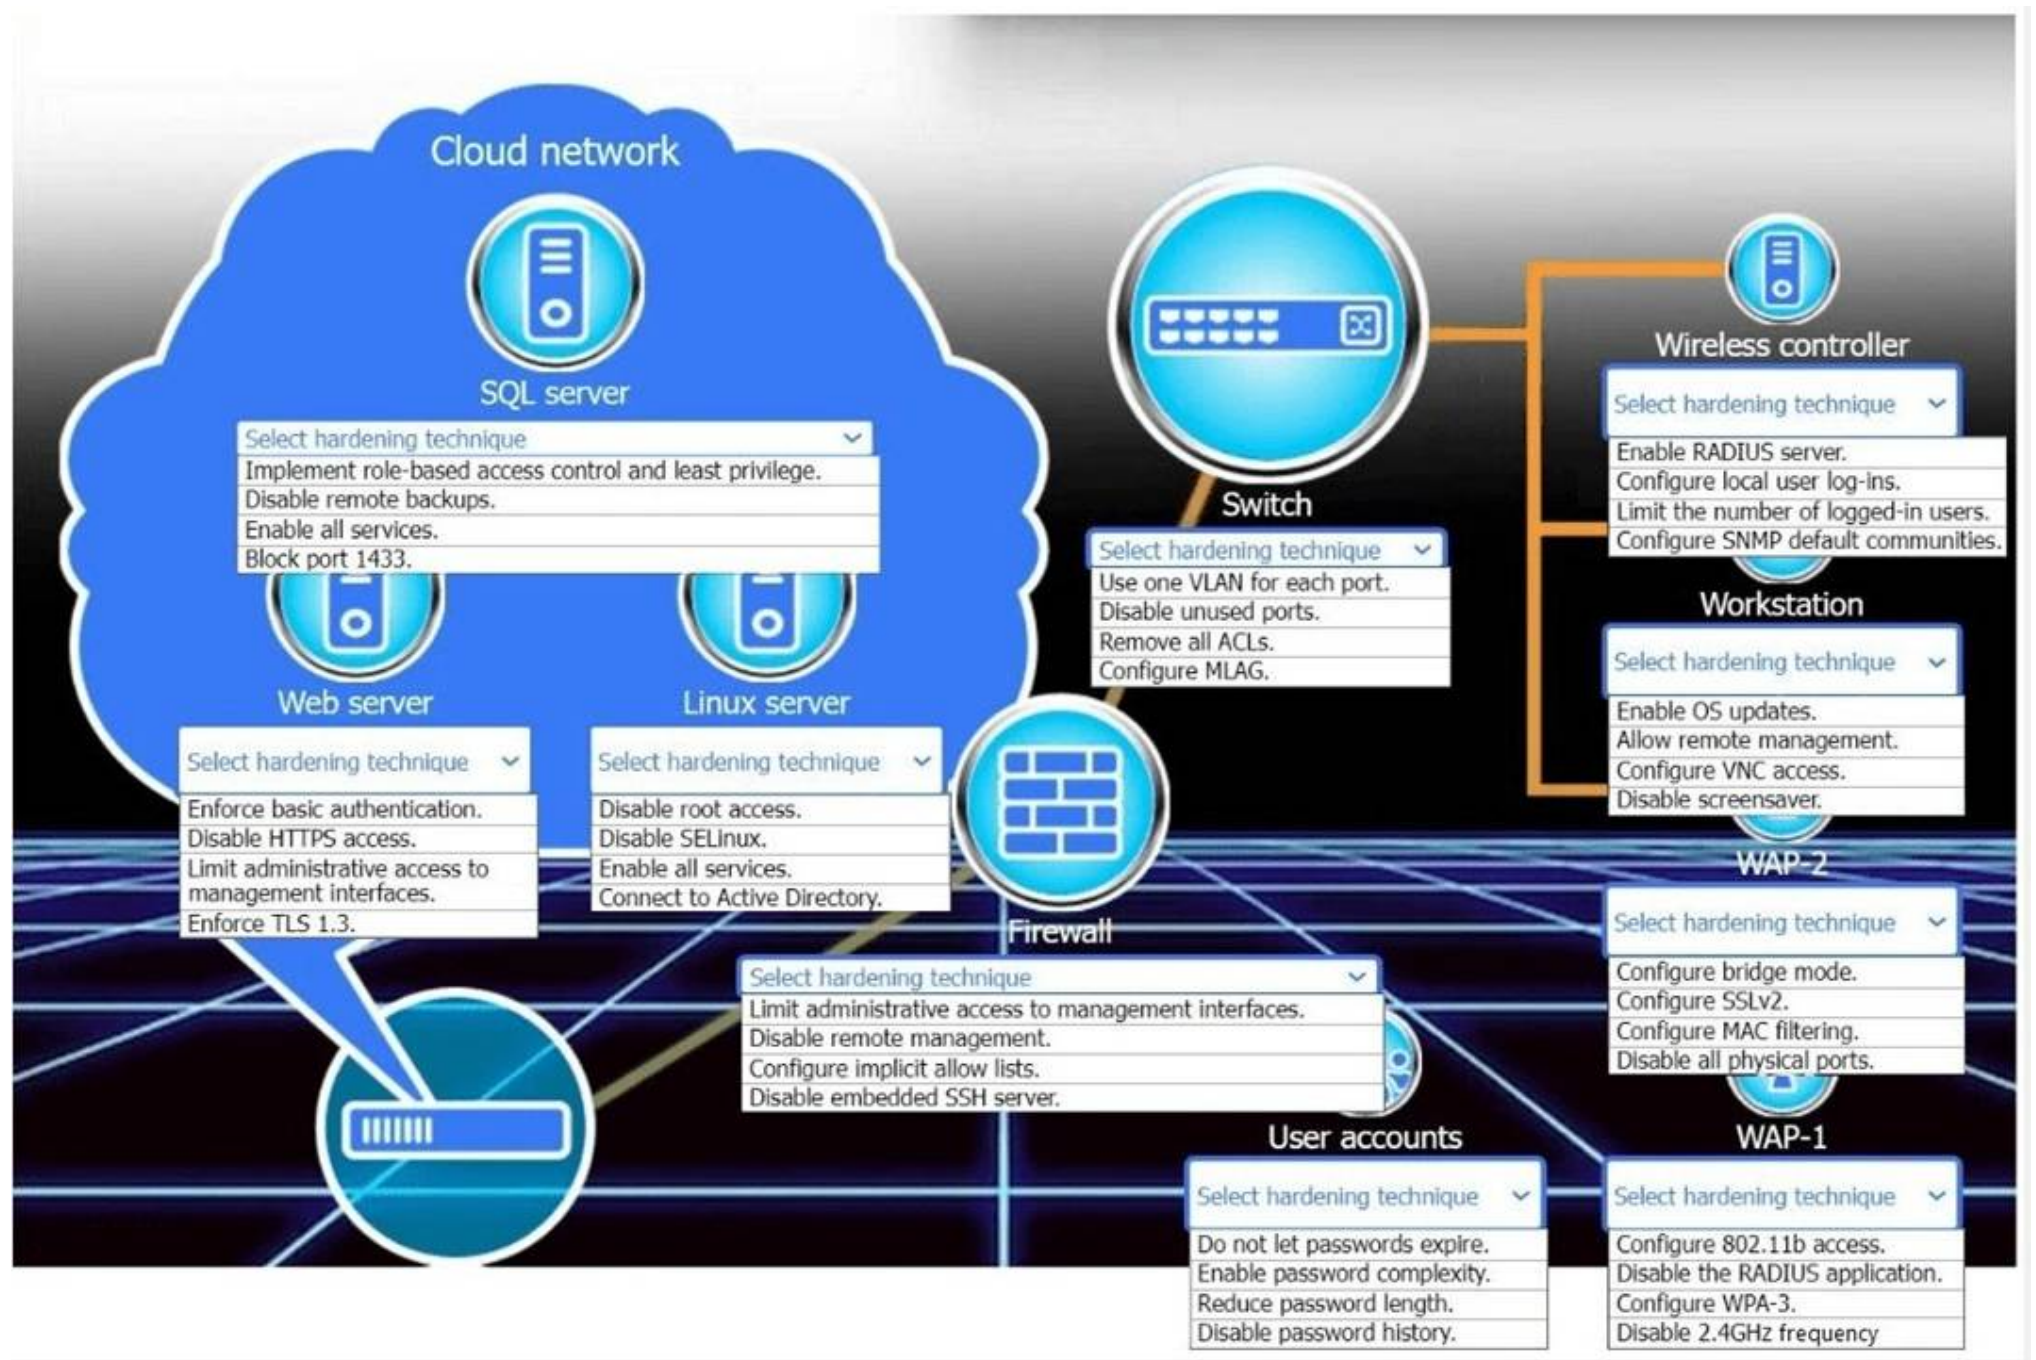 Cloud network
SQL server
Select hardening technique
Implement role-based access control and least privilege.
Disable remote backups.
Enable all services.
Block port 1433.
Web server
Select hardening technique
Enforce basic authentication.
Disable HTTPS access.
Limit administrative access to
management interfaces.
Enforce TLS 1.3.
Linux server
Select hardening technique
Disable root access.
Disable SELinux.
Enable all services.
Connect to Active Directory.
Switch
Select hardening technique
Use one VLAN for each port.
Disable unused ports.
Remove all ACLs.
Configure MLAG.
Firewall
Select hardening technique
Limit administrative access to management interfaces.
Disable remote management.
Configure implicit allow lists.
Disable embedded SSH server.
Wireless controller
Select hardening technique
Enable RADIUS server.
Configure local user log-ins.
Limit the number of logged-in users.
Configure SNMP default communities.
Workstation
Select hardening technique
Enable OS updates.
Allow remote management.
Configure VNC access.
Disable screensaver.
WAP-2
Select hardening technique
Configure bridge mode.
Configure SSLv2.
Configure MAC filtering.
Disable all physical ports.
User accounts
Select hardening technique
Do not let passwords expire.
Enable password complexity.
Reduce password length.
Disable password history.
WAP-1
Select hardening technique
Configure 802.11b access.
Disable the RADIUS application.
Configure WPA-3.
Disable 2.4GHz frequency